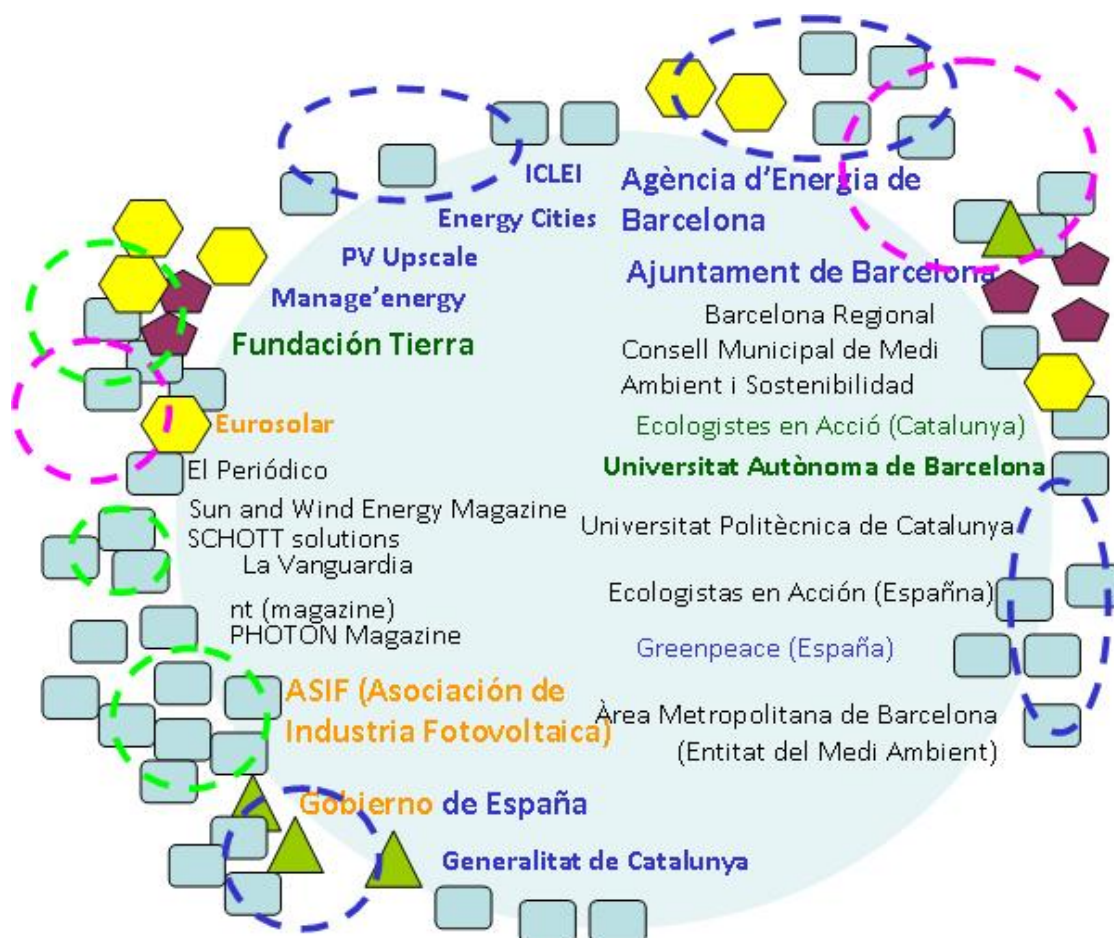 ICLEI
Energy Cities
PV Upscale
Manage’energy
Fundación Tierra
Eurosolar
El Periódico
Sun and Wind Energy Magazine
SCHOTT solutions
La Vanguardia
nt (magazine)
PHOTON Magazine
ASIF (Asociación de
Industria Fotovoltaica)
Gobierno de España
Generalitat de Catalunya
Agència d’Energia de
Barcelona
Ajuntament de Barcelona
Barcelona Regional
Consell Municipal de Medi
Ambient i Sostenibilidad
Ecologistes en Acció (Catalunya)
Universitat Autònoma de Barcelona
Universitat Politècnica de Catalunya
Ecologistas en Acción (Españna)
Greenpeace (España)
Àrea Metropolitana de Barcelona
(Entitat del Medi Ambient)